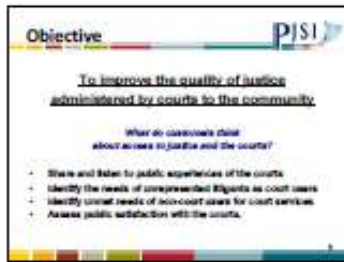 Objective
PJSI
To improve the quality of justice
administered by courts to the community
What do customers think
about access to justice and the courts?
• Share and listen to public experiences of the courts
• Identify the needs of unrepresented litigants as court users
• Identify unmet needs of non-court users for court services
• Assess public satisfaction with the courts.